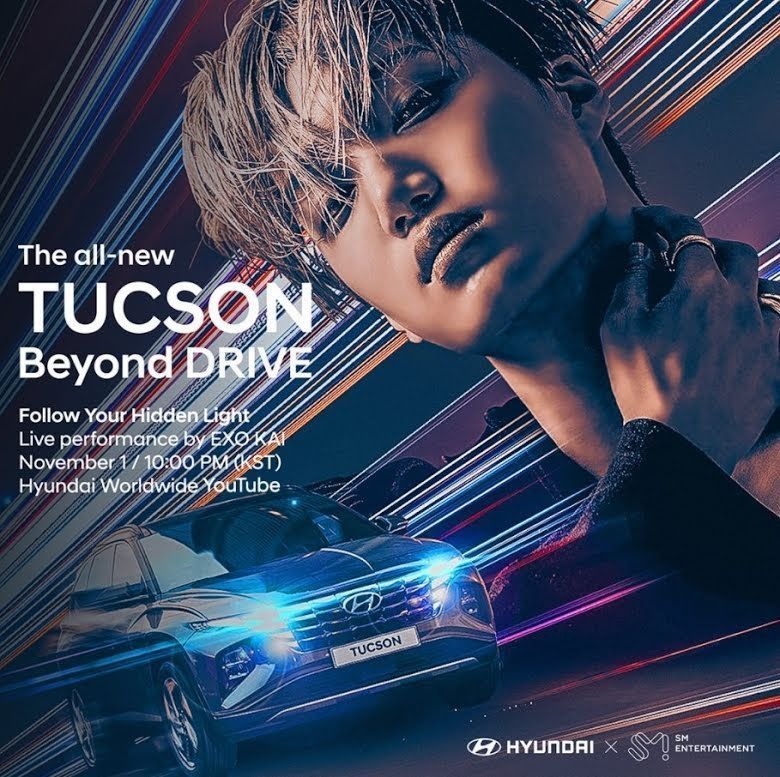 The all-new
TUCSON
Beyond DRIVE
Follow Your Hidden Light
Live performance by EXO KAI
November 1 / 10:00 PM (KST)
Hyundai Worldwide YouTube
TUCSON
HYUNDAI × SM
ENTERTAINMENT